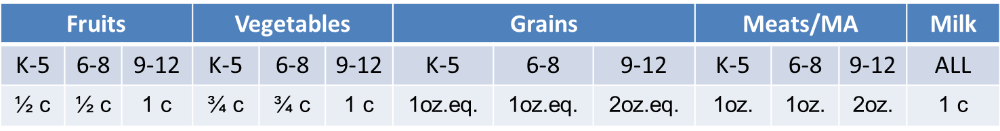 Fruits Vegetables Grains Meats/MA Milk
K-5 6-8 9-12 K-5 6-8 9-12 K-5 6-8 9-12 K-5 6-8 9-12 ALL
½ c ½ c 1 c ¾ c ¾ c 1 c 1oz.eq. 1oz.eq. 2oz.eq. 1oz. 1oz. 2oz. 1 c